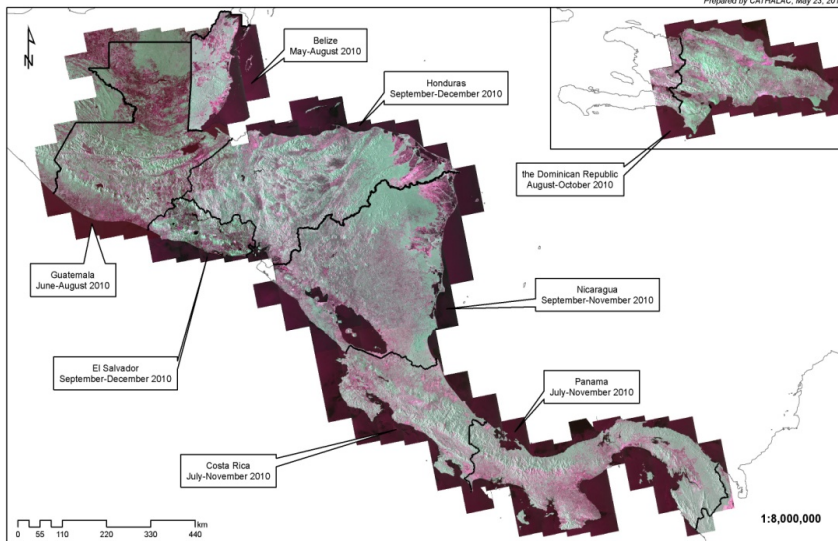 Prepared by CATHALAC, May 23,
N
Belize
May-August 2010
Honduras
September-December 2010
the Dominican Republic
August-October 2010
Guatemala
June-August 2010
Nicaragua
September-November 2010
El Salvador
September-December 2010
Panama
July-November 2010
Costa Rica
July-November 2010
1:8,000,000
km
0 55 110 220 330 440